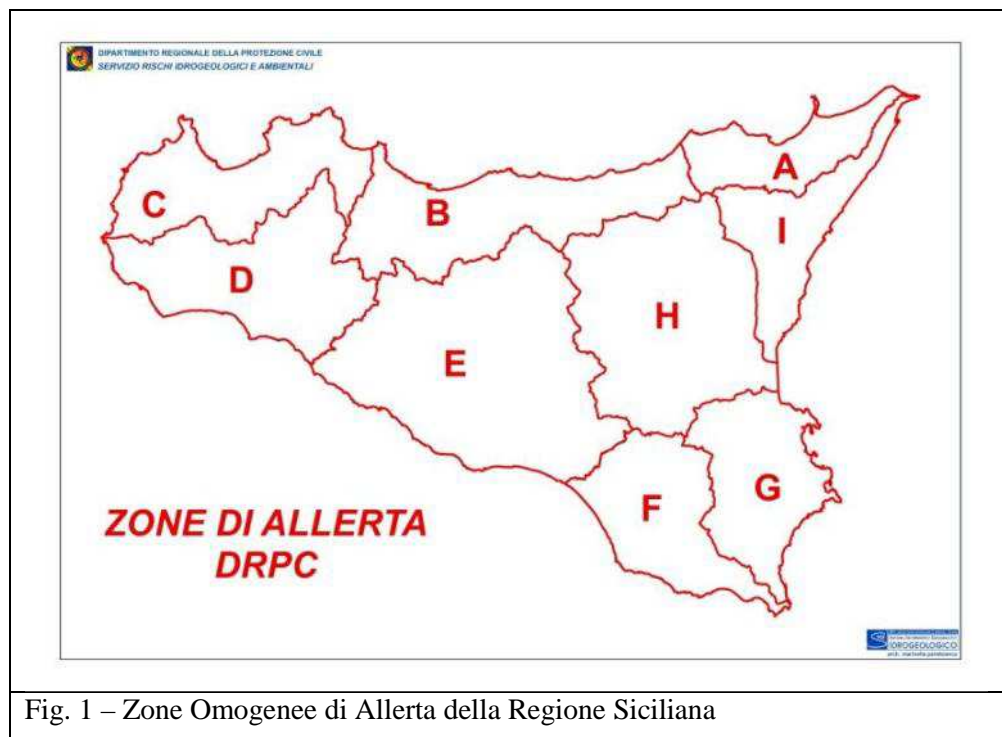 DIPARTIMENTO REGIONALE DELLA PROTEZIONE CIVILE
SERVIZIO RISCHI IDROGEOLOGICI E AMBIENTALI
A
C
B
I
D
H
E
G
F
ZONE DI ALLERTA
DRPC
IDROGEOLOGICO
Fig. 1 – Zone Omogenee di Allerta della Regione Siciliana